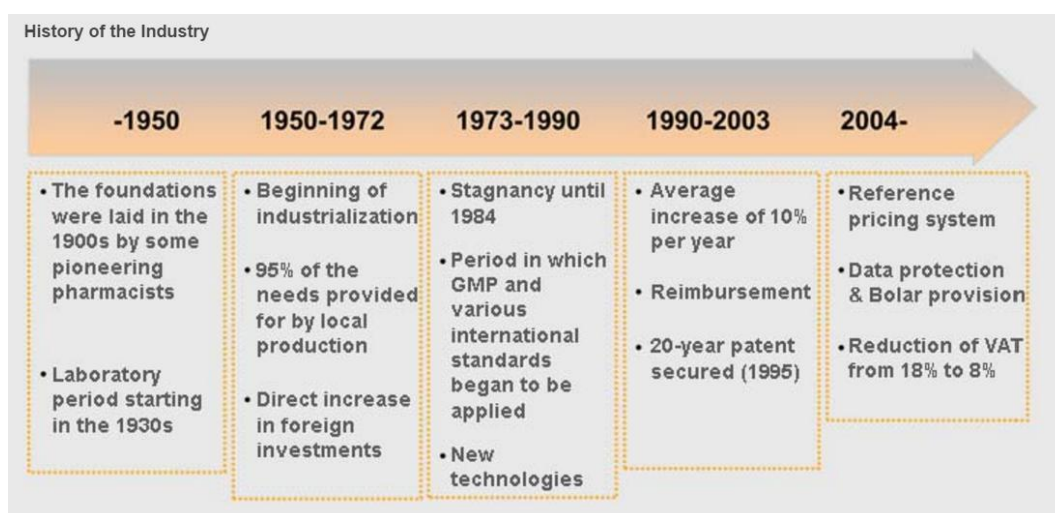 History of the Industry
-1950
1950-1972
1973-1990
1990-2003
2004-
• The foundations
were laid in the
1900s by some
pioneering
pharmacists
• Laboratory
period starting
in the 1930s
• Beginning of
industrialization
• 95% of the
needs provided
for by local
production
• Direct increase
in foreign
investments
• Stagnancy until
1984
• Period in which
GMP and
various
international
standards
began to be
applied
• New
technologies
• Average
increase of 10%
per year
• Reimbursement
• 20-year patent
secured (1995)
• Reference
pricing system
• Data protection
& Bolar provision
• Reduction of VAT
from 18% to 8%